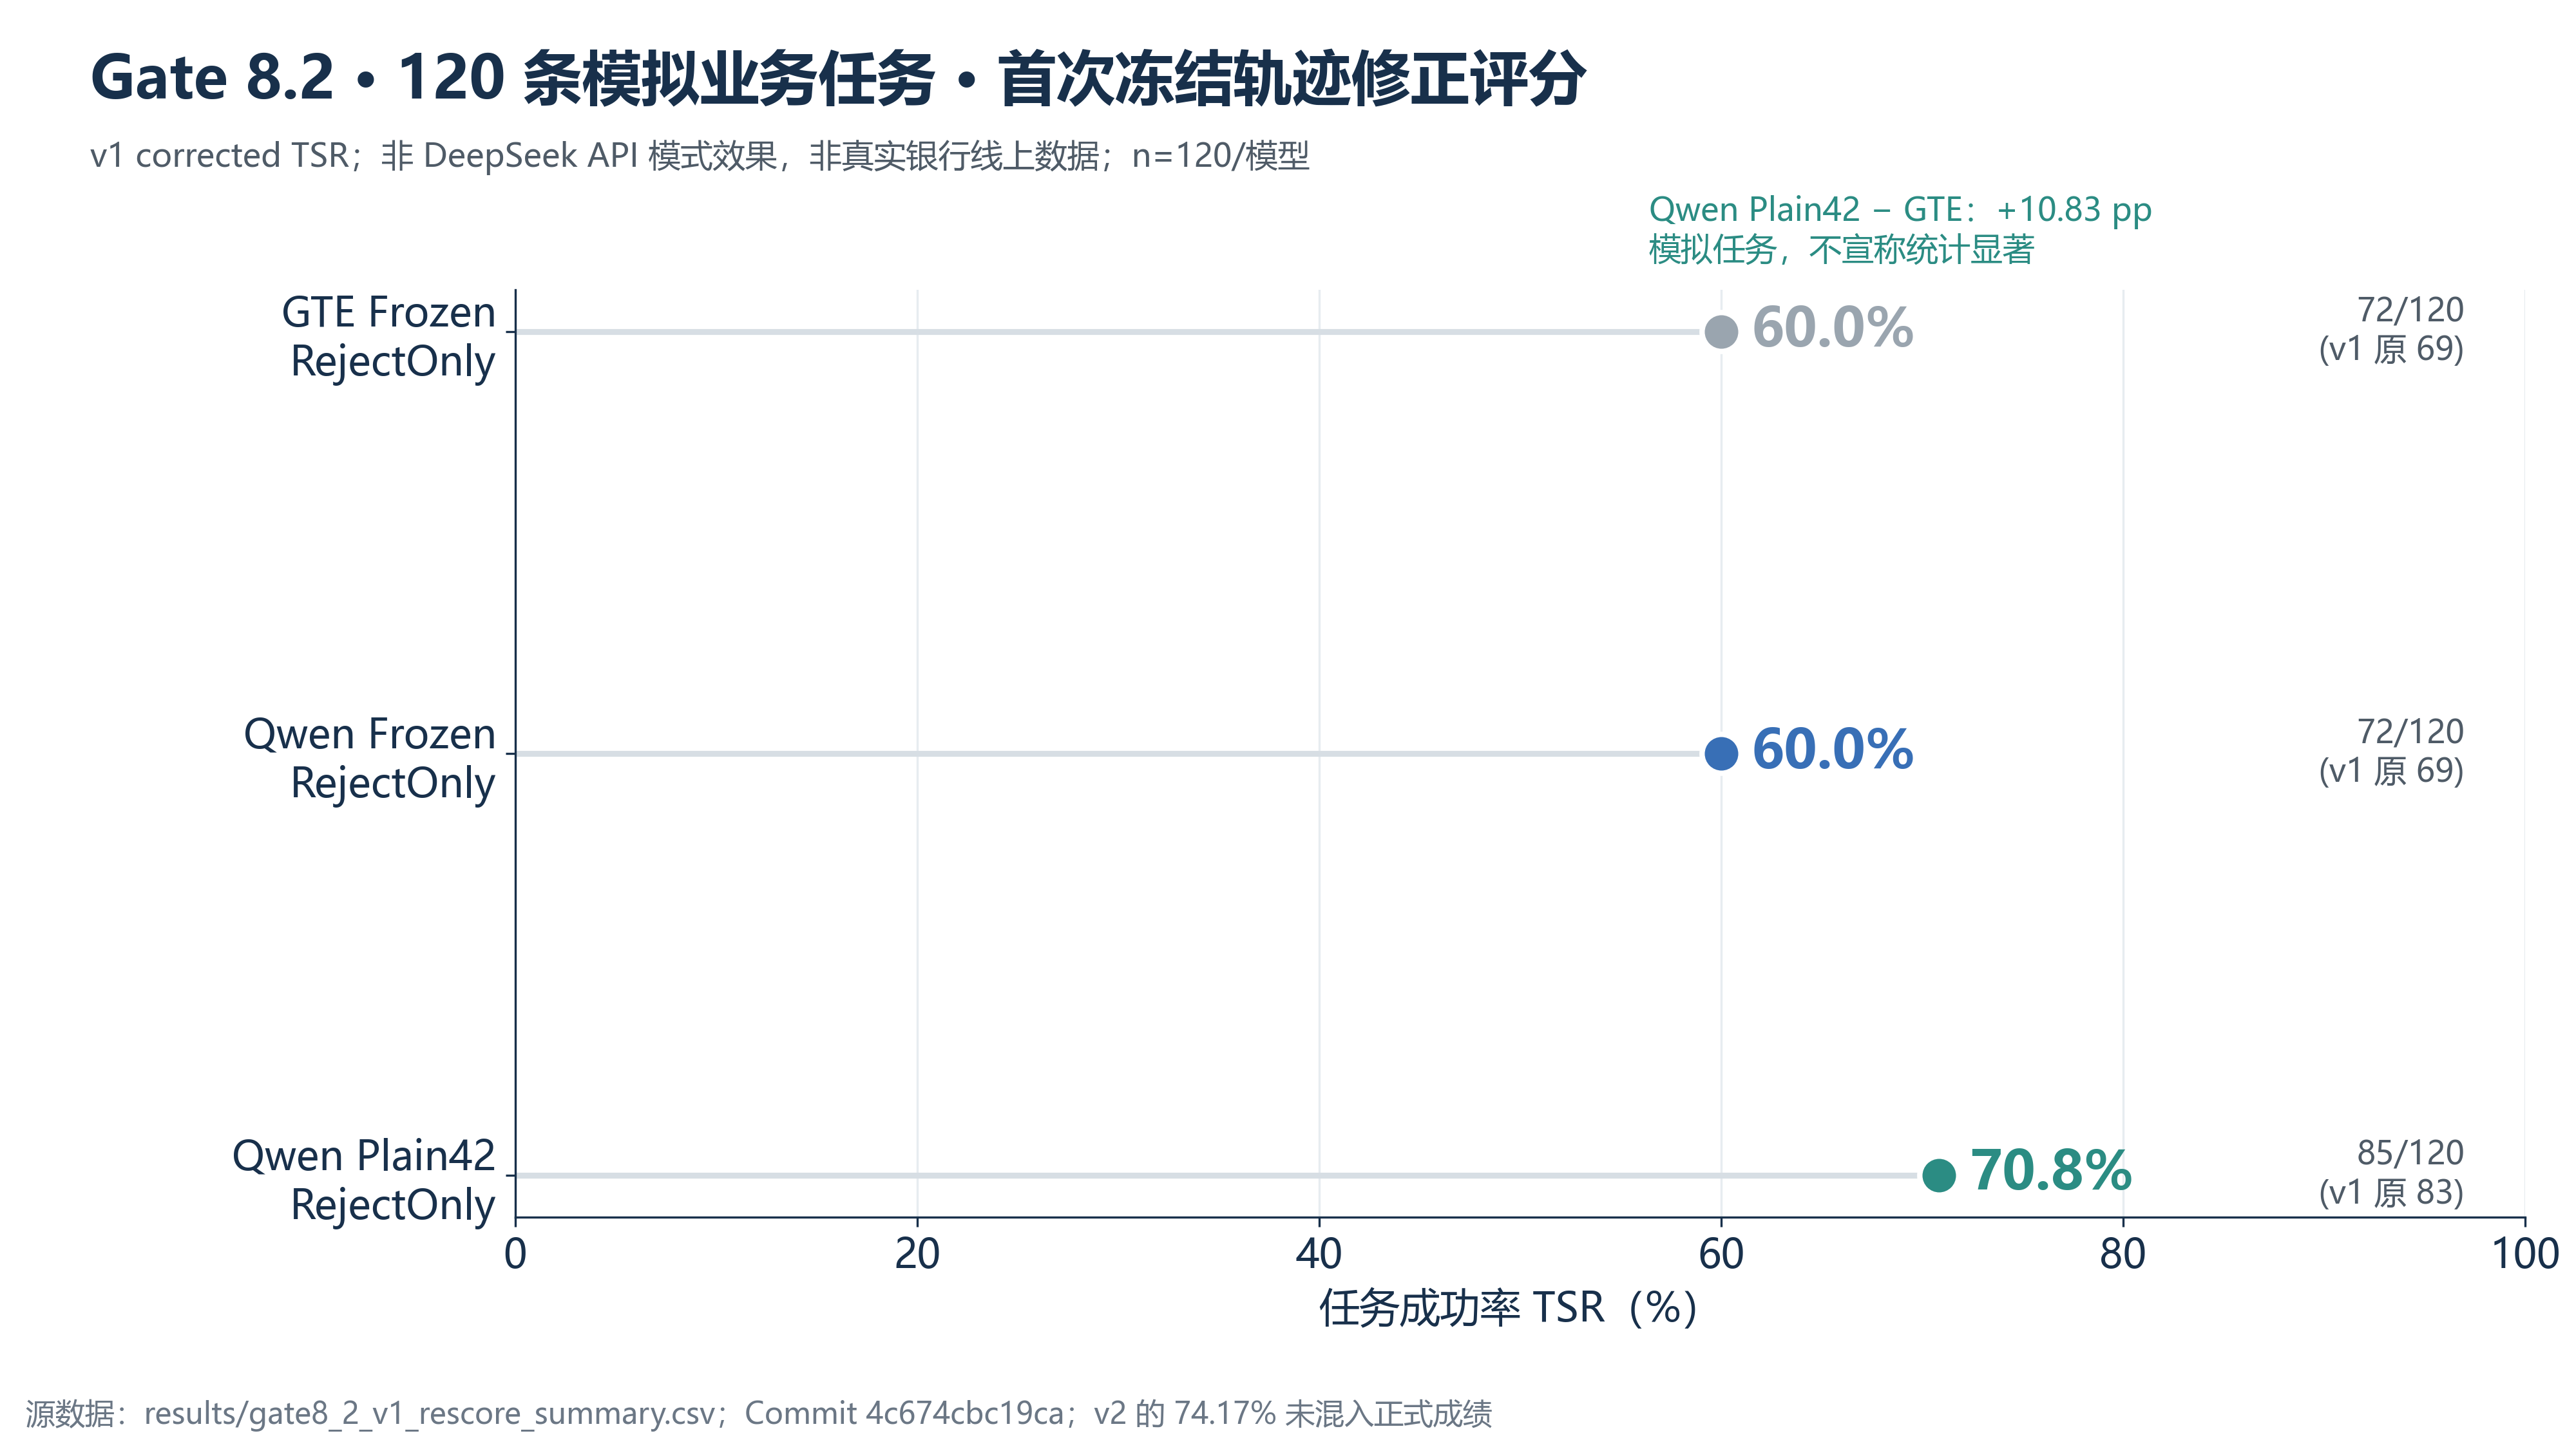 Gate 8.2 • 120 条模拟业务任务 • 首次冻结轨迹修正评分
v1 corrected TSR；非 DeepSeek API 模式效果，非真实银行线上数据；n=120/模型
Qwen Plain42 − GTE：+10.83 pp
模拟任务，不宣称统计显著
GTE Frozen
RejectOnly
60.0%
72/120
(v1 原 69)
Qwen Frozen
RejectOnly
60.0%
72/120
(v1 原 69)
Qwen Plain42
RejectOnly
70.8%
85/120
(v1 原 83)
0 20 40 60 80 100
任务成功率 TSR（%）
源数据：results/gate8_2_v1_rescore_summary.csv；Commit 4c674cbc19ca；v2 的 74.17% 未混入正式成绩